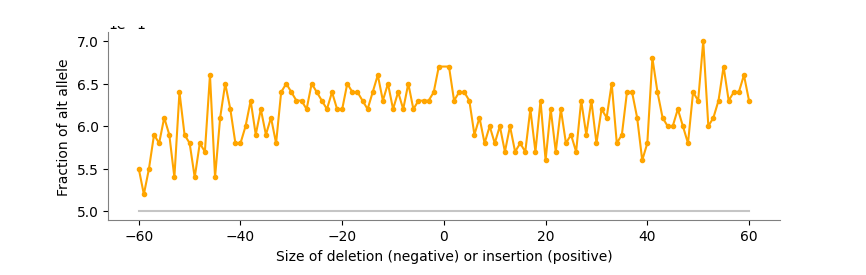 7.0
6.5
6.0
5.5
5.0
Fraction of alt allele
−60 −40 −20 0 20 40 60
Size of deletion (negative) or insertion (positive)